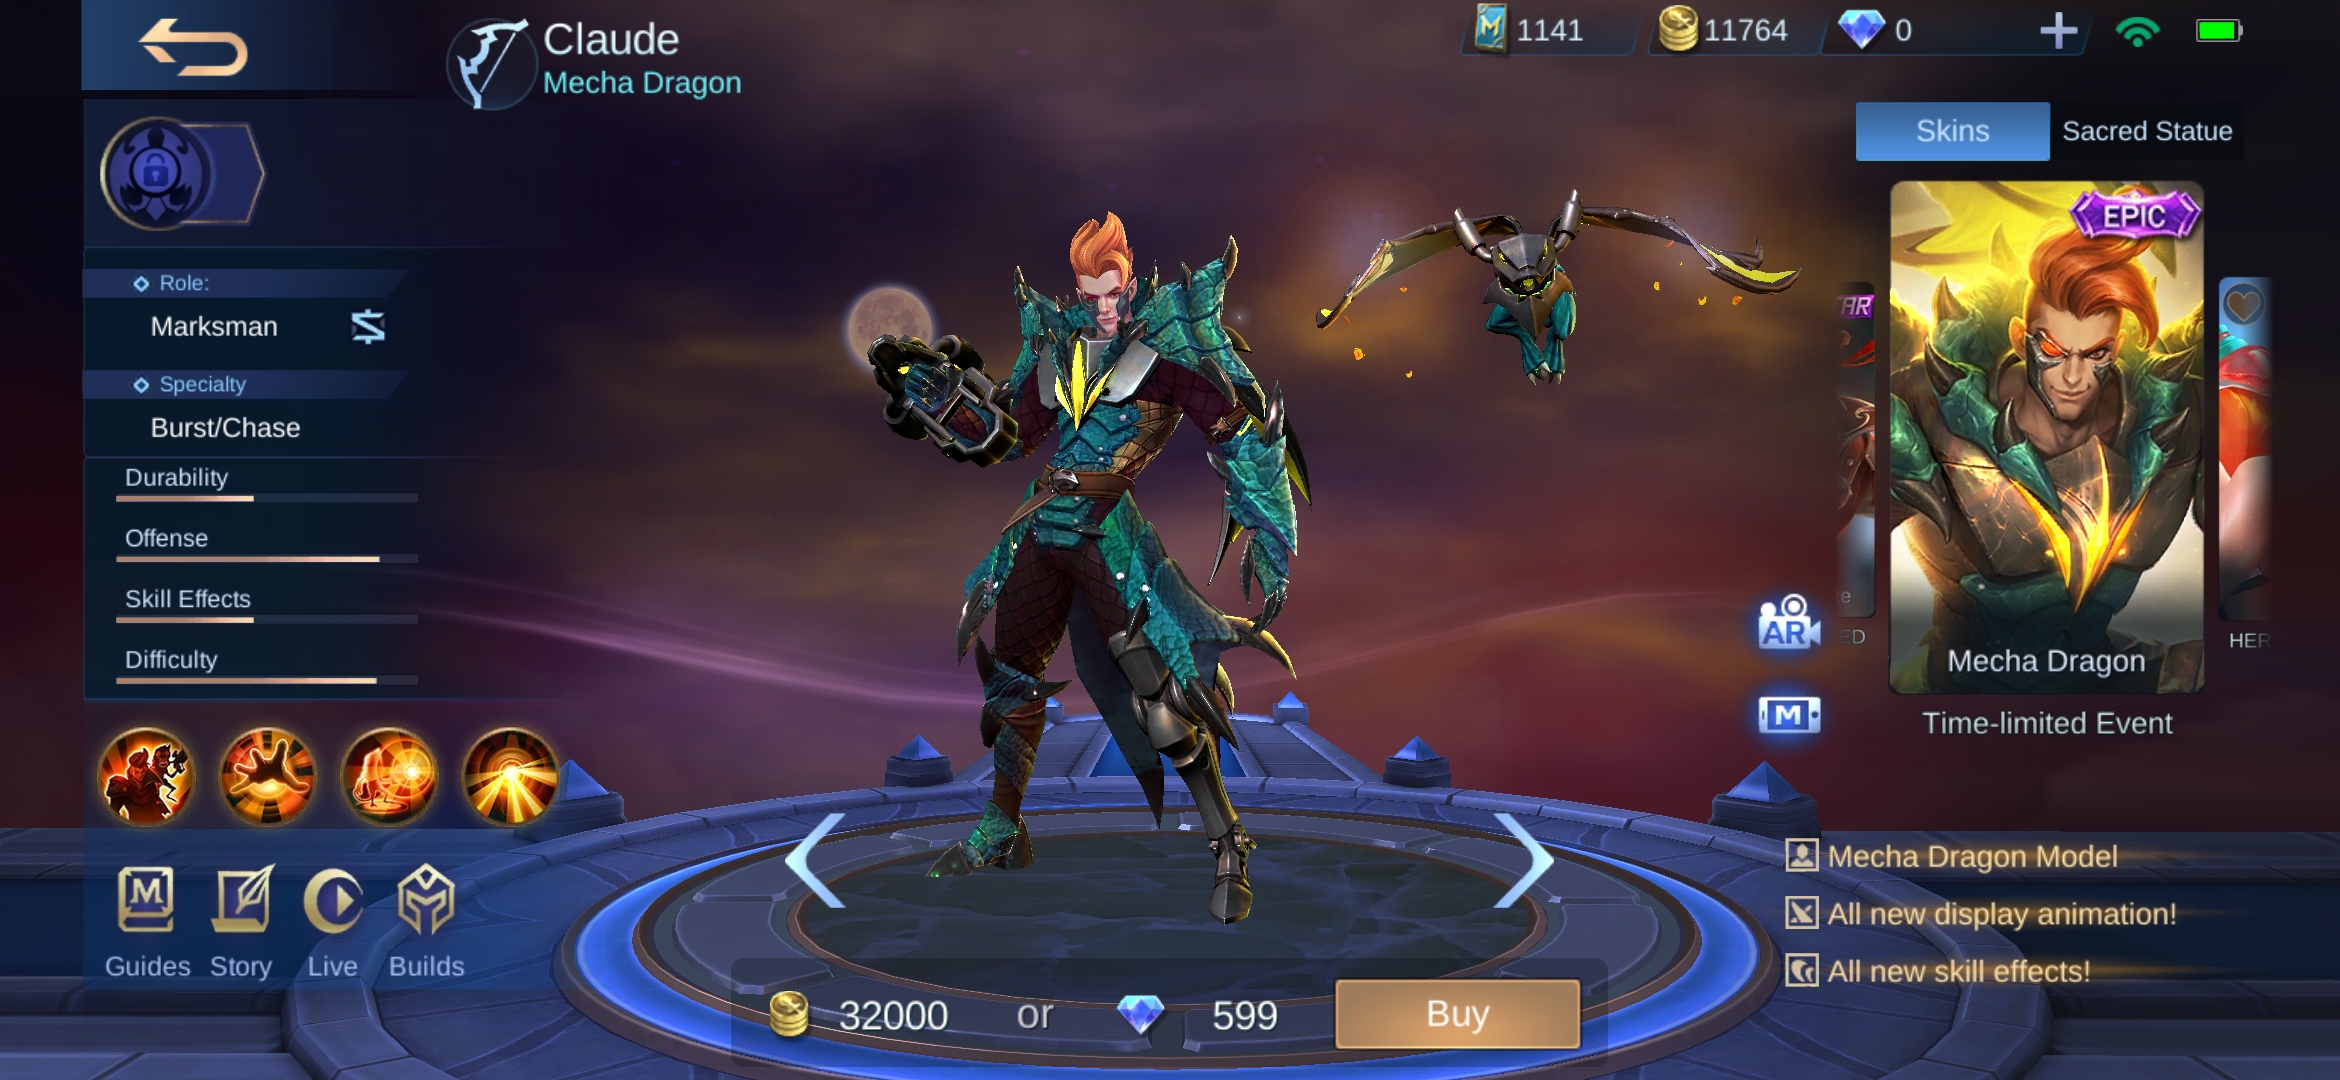 Claude
Mecha Dragon
1141
11764
0
Skins
Sacred Statue
Role:
Marksman
Specialty
Burst/Chase
Durability
Offense
Skill Effects
Difficulty
Guides
Story
Live
Builds
EPIC
Mecha Dragon
Time-limited Event
AR
M
Mecha Dragon Model
All new display animation!
All new skill effects!
32000
or
599
Buy